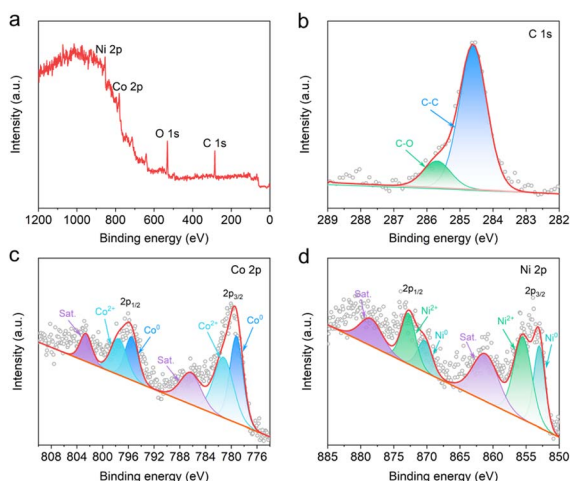 a
Ni 2p
Co 2p
O 1s
C 1s
Intensity (a.u.)
1200 1000 800 600 400 200 0
Binding energy (eV)
b
C 1s
C-C
C-O
Intensity (a.u.)
289 288 287 286 285 284 283 282
Binding energy (eV)
c
Co 2p
2p3/2
2p1/2
Sat.
Co2+
Co0
Sat.
Co2+
Co0
Intensity (a.u.)
808 804 800 796 792 788 784 780 776
Binding energy (eV)
d
Ni 2p
2p1/2
2p3/2
Sat.
Ni2+
Ni0
Sat.
Ni2+
Ni0
Intensity (a.u.)
885 880 875 870 865 860 855 850
Binding energy (eV)